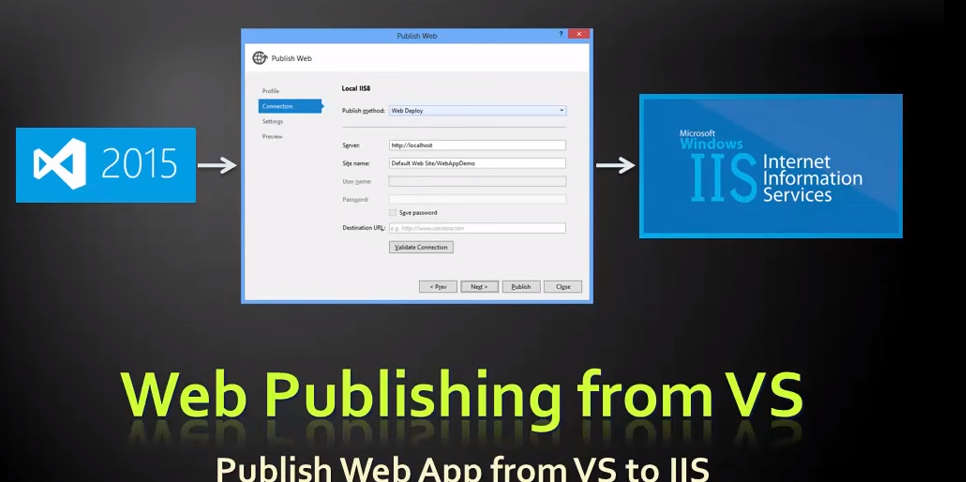 Publish Web
?
Publish Web
Profile
Connection
Settings
Preview
Local IIS8
Publish method: Web Deploy
Server: http://localhost
Site name: Default Web Site/WebAppDemo
User name:
Password:
Save password
Destination URL: e.g. http://www.contoso.com
Validate Connection
< Prev Next > Publish Close
2015
Microsoft
Windows
IIS Internet
Information
Services
Web Publishing from VS
Publish Web App from VS to IIS